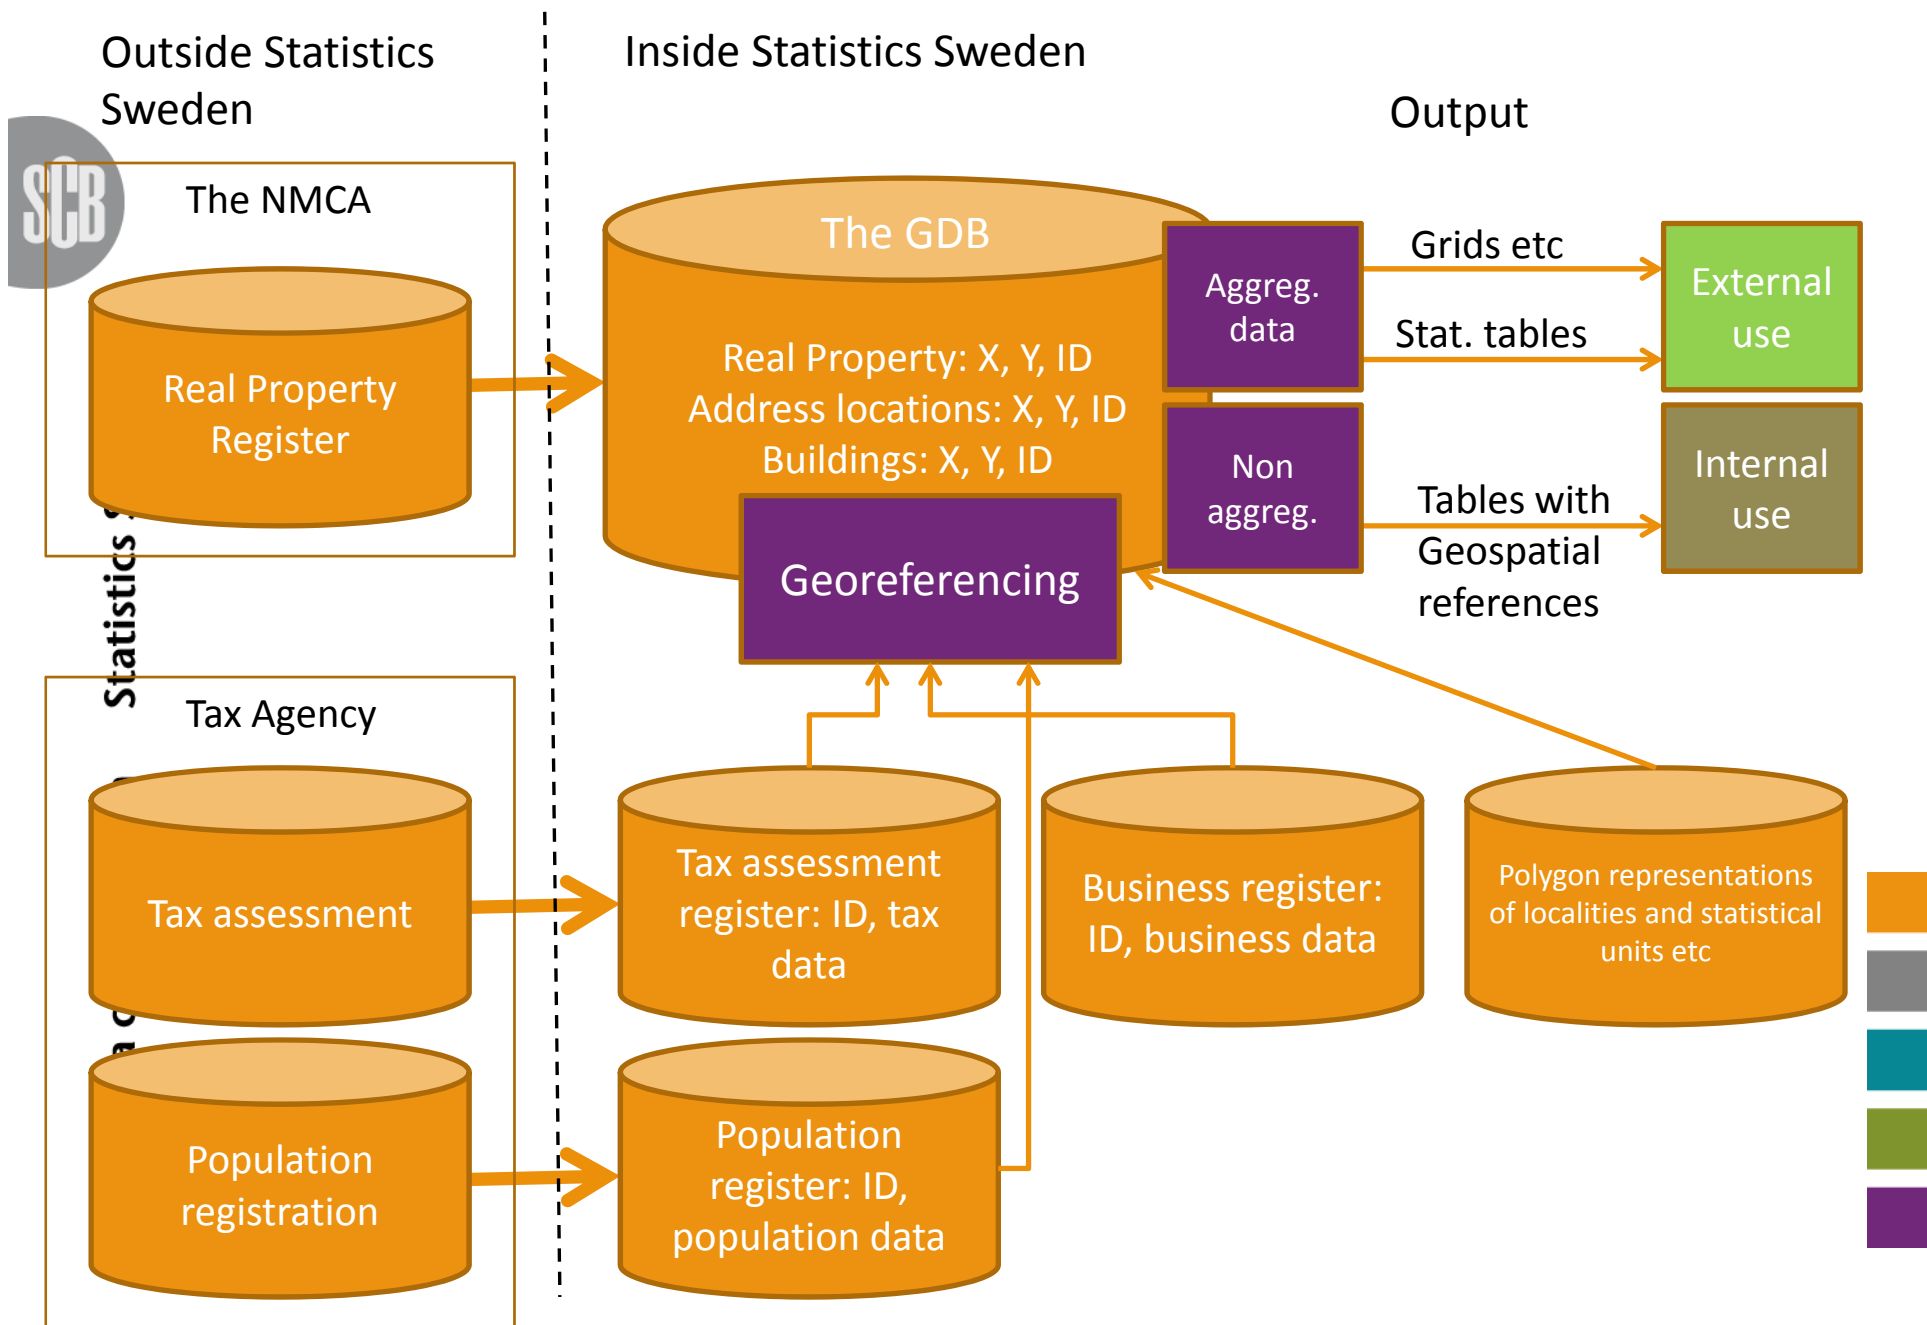 Outside Statistics
Sweden
Inside Statistics Sweden
Output
SCB
The NMCA
Real Property
Register
The GDB
Real Property: X, Y, ID
Address locations: X, Y, ID
Buildings: X, Y, ID
Georeferencing
Aggreg.
data
Non
aggreg.
Grids etc
Stat. tables
Tables with
Geospatial
references
External
use
Internal
use
Statistics
Tax Agency
Tax assessment
Population
registration
Tax assessment
register: ID, tax
data
Population
register: ID,
population data
Business register:
ID, business data
Polygon representations
of localities and statistical
units etc